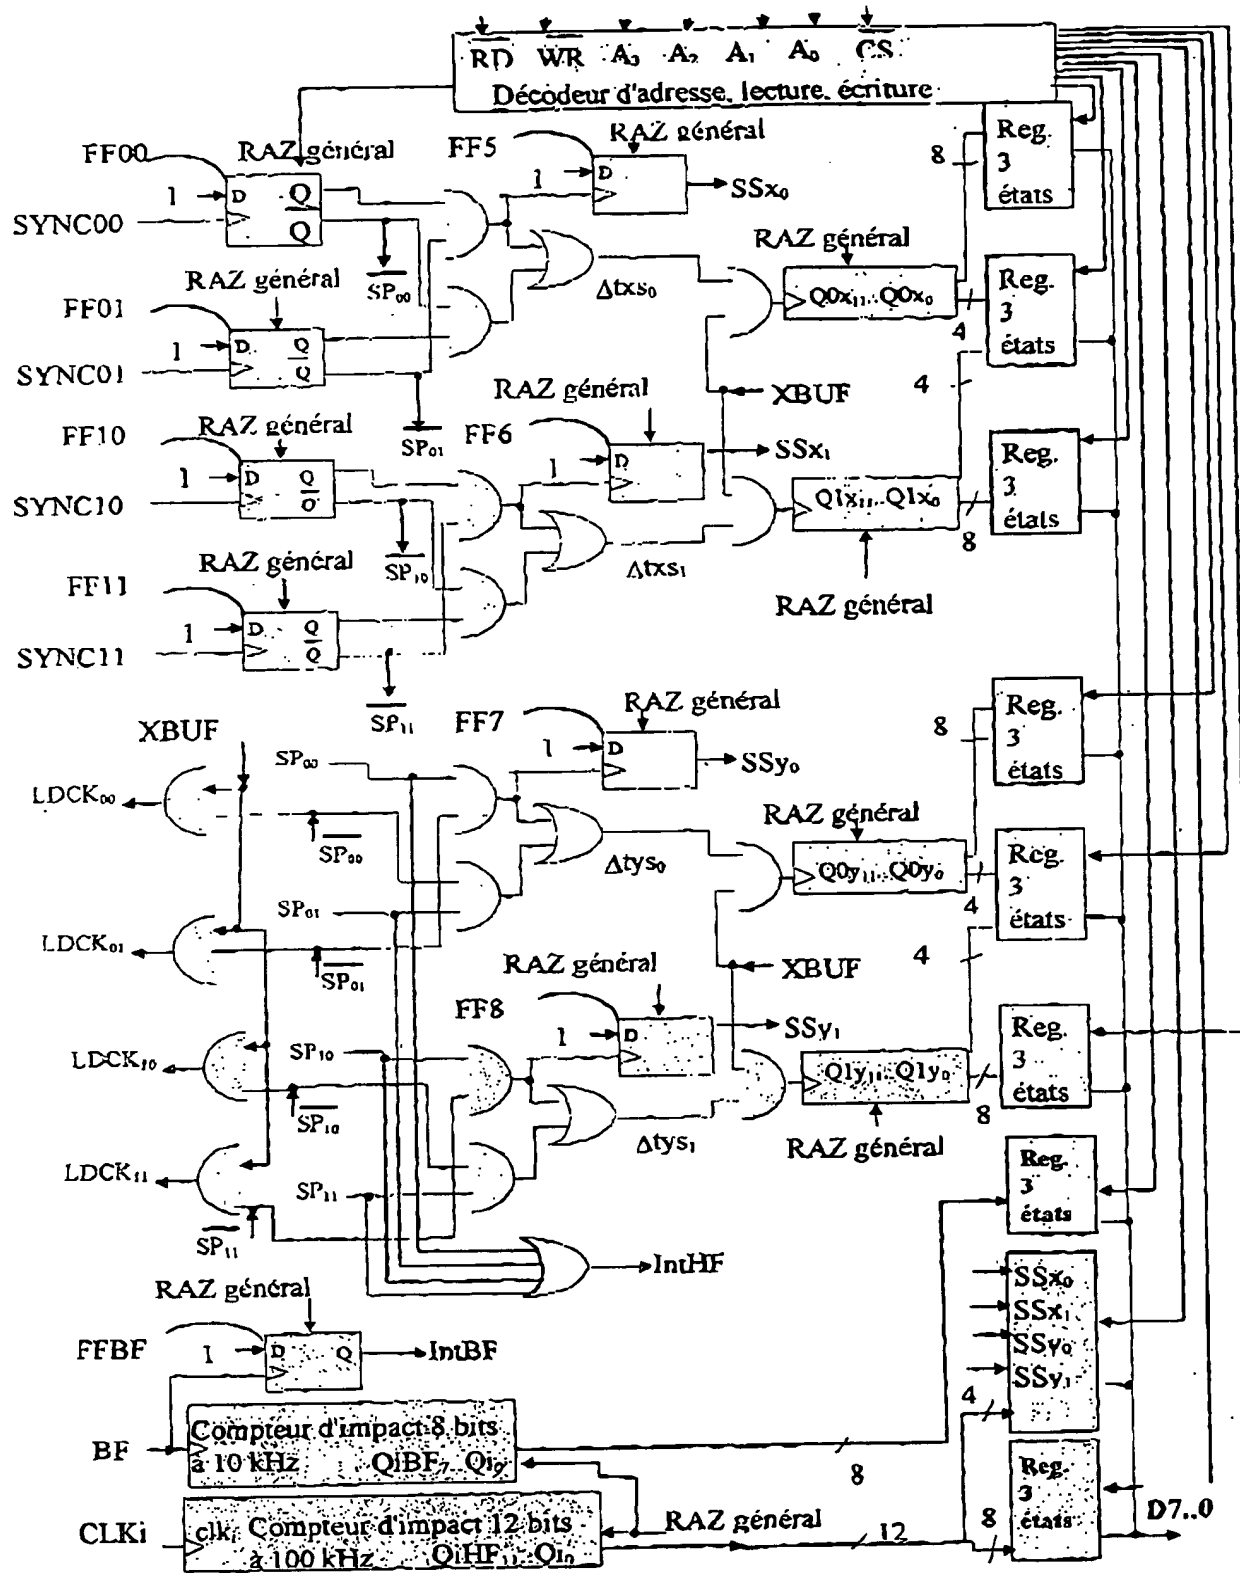 RD WR A₃ A₂ A₁ A₀ CS
Décodeur d'adresse, lecture, écriture
FF00
RAZ général
1
D Q
Q
SYNC00
SP₀₀
FF5
RAZ général
1
D
SSx₀
8
Reg.
3
états
RAZ général
FF01
RAZ général
1
D Q
Q
SYNC01
SP₀₁
Δtxs₀
Q0x₁₁..Q0x₀
4
Reg.
3
états
XBUF
4
FF10
RAZ général
1
D Q
Q
SYNC10
SP₁₀
FF6
RAZ général
1
D
SSx₁
Q1x₁₁..Q1x₀
8
Reg.
3
états
Δtxs₁
RAZ général
FF11
RAZ général
1
D Q
Q
SYNC11
SP₁₁
XBUF
LDCK₀₀
SP₀₀
SP₀₀
FF7
RAZ général
1
D
SSy₀
8
Reg.
3
états
RAZ général
Δtys₀
Q0y₁₁..Q0y₀
4
Reg.
3
états
SP₀₁
LDCK₀₁
SP₀₁
XBUF
4
FF8
RAZ général
1
D
SSy₁
LDCK₁₀
SP₁₀
SP₁₀
Q1y₁₁..Q1y₀
8
Reg.
3
états
Δtys₁
RAZ général
LDCK₁₁
SP₁₁
SP₁₁
IntHF
Reg.
3
états
RAZ général
FFBF
1
D Q
IntBF
SSx₀
SSx₁
SSy₀
SSy₁
4
BF
Compteur d'impact 8 bits
à 10 kHz QiBF₇ Qi₀
8
CLKi
clkᵢ Compteur d'impact 12 bits
à 100 kHz QiHF₁₁..Qi₀
RAZ général
12
8
Reg.
3
états
D7..0